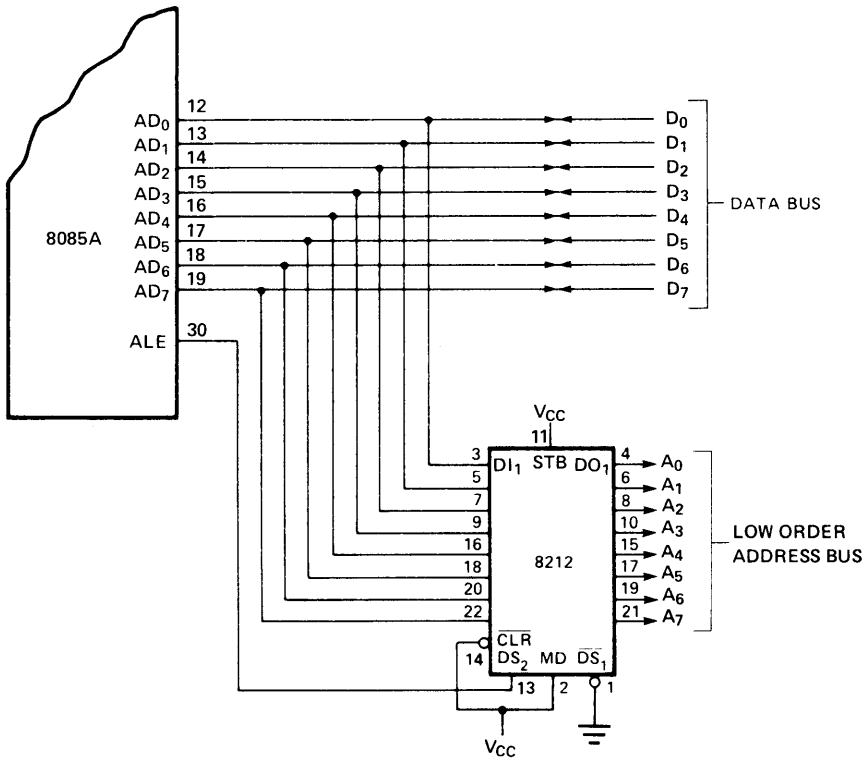 12
AD0 D0
13
AD1 D1
14
AD2 D2
15
AD3 D3
16
AD4 D4
DATA BUS
17
8085A AD5 D5
18
AD6 D6
19
AD7 D7
30
ALE
VCC
11
3 DI1 STB DO1 4 A0
5 6 A1
7 8 A2
9 10 A3
LOW ORDER
ADDRESS BUS
16 15 A4
8212
18 17 A5
20 19 A6
22 21 A7
CLR
14 DS2 MD DS1
13 2 1
VCC